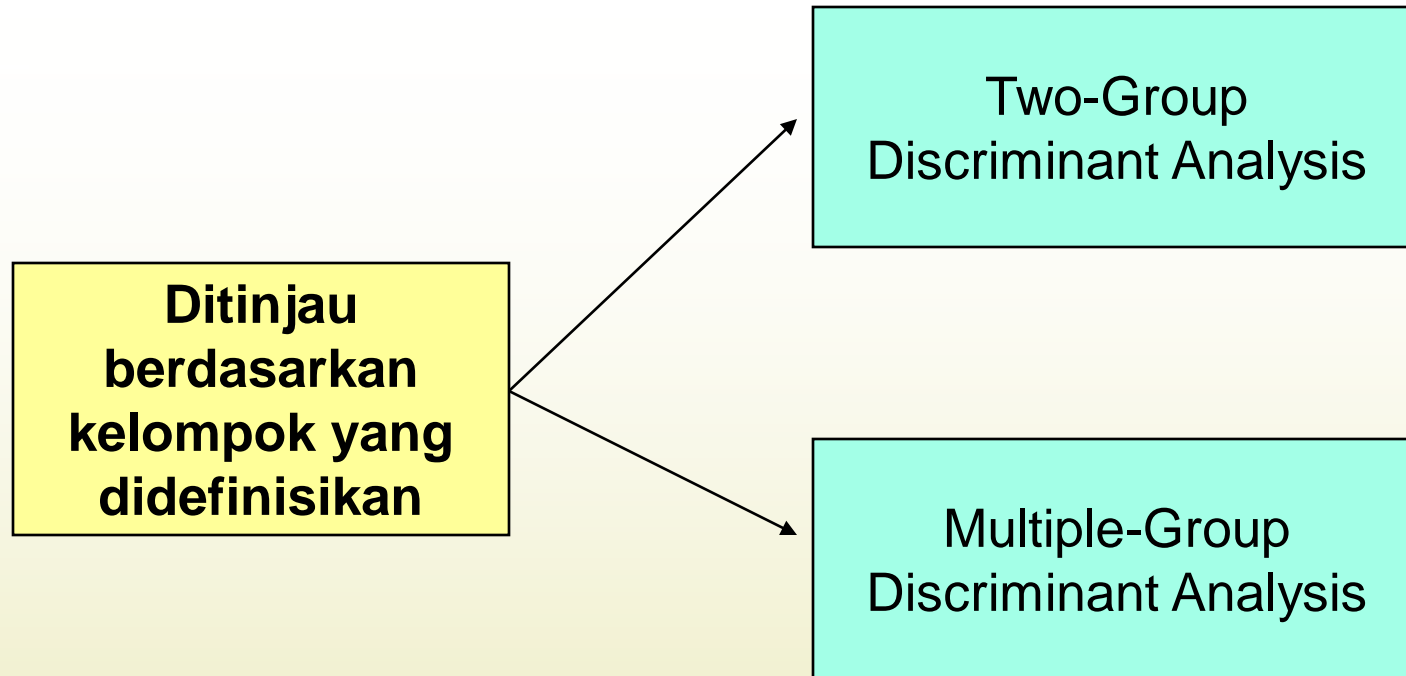 Two-Group
Discriminant Analysis
Ditinjau
berdasarkan
kelompok yang
didefinisikan
Multiple-Group
Discriminant Analysis